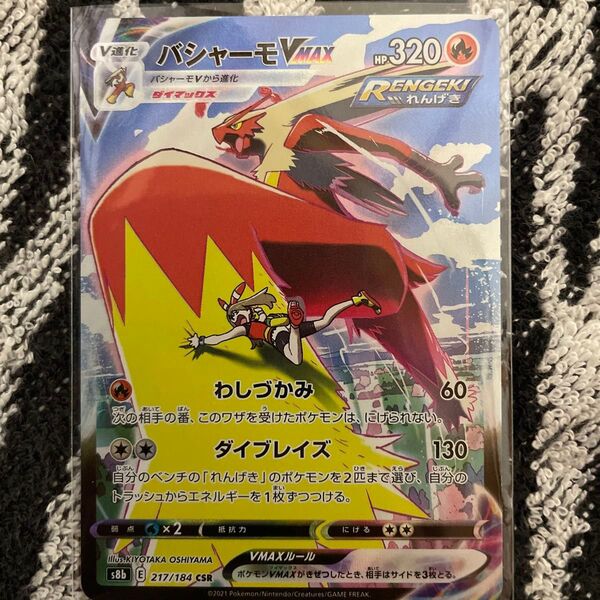 V進化
バシャーモVMAX
HP320
バシャーモVから進化
ダイマックス
RENGEKI
れんげき
わしづかみ 60
次の相手の番、このワザを受けたポケモンは、にげられない。
ダイブレイズ 130
自分のベンチの「れんげき」のポケモンを2匹まで選び、自分の
トラッシュからエネルギーを1枚ずつつける。
弱点 ×2 抵抗力 にげる
illus.KIYOTAKA OSHIYAMA
s8b E 217/184 CSR
VMAXルール
ポケモンVMAXがきぜつしたとき、相手はサイドを3枚とる。
©2021 Pokémon/Nintendo/Creatures/GAME FREAK.